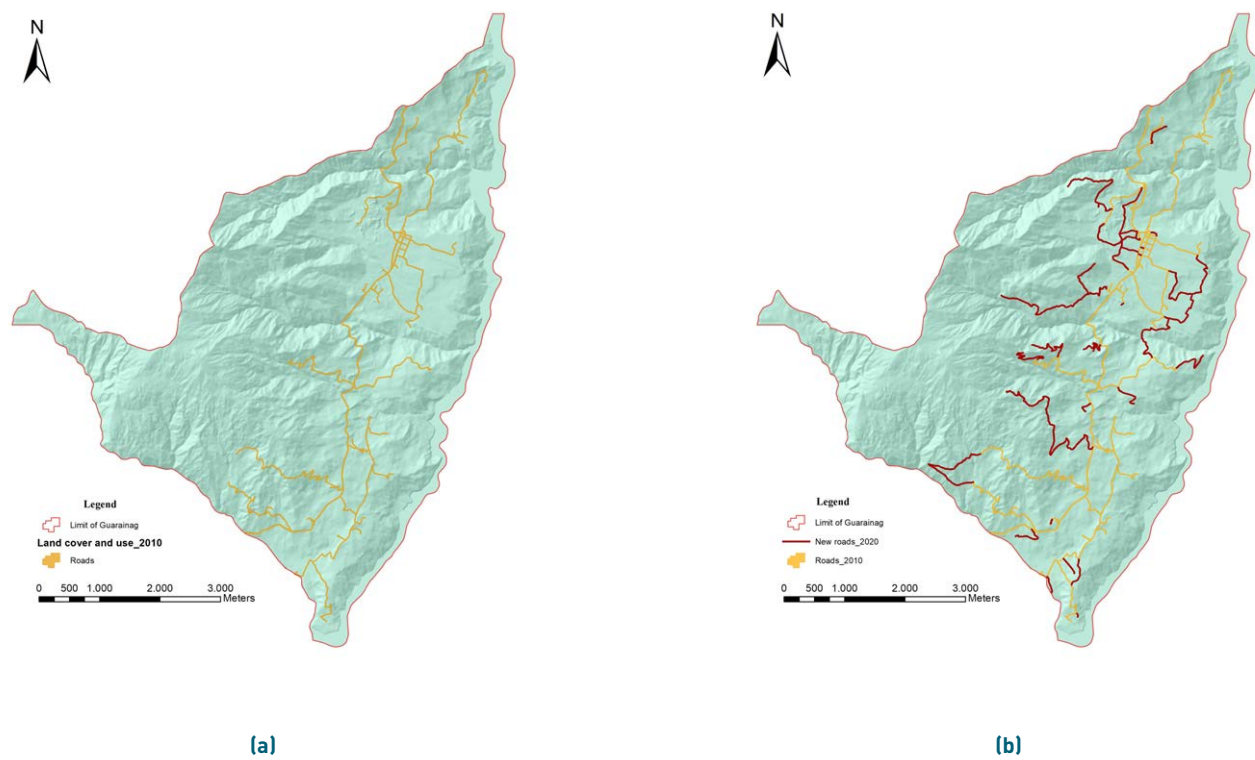 N
Legend
Limit of Guarainag
Land cover and use_2010
Roads
0 500 1.000 2.000 3.000
Meters
(a)
N
Legend
Limit of Guarainag
New roads_2020
Roads_2010
0 500 1.000 2.000 3.000
Meters
(b)